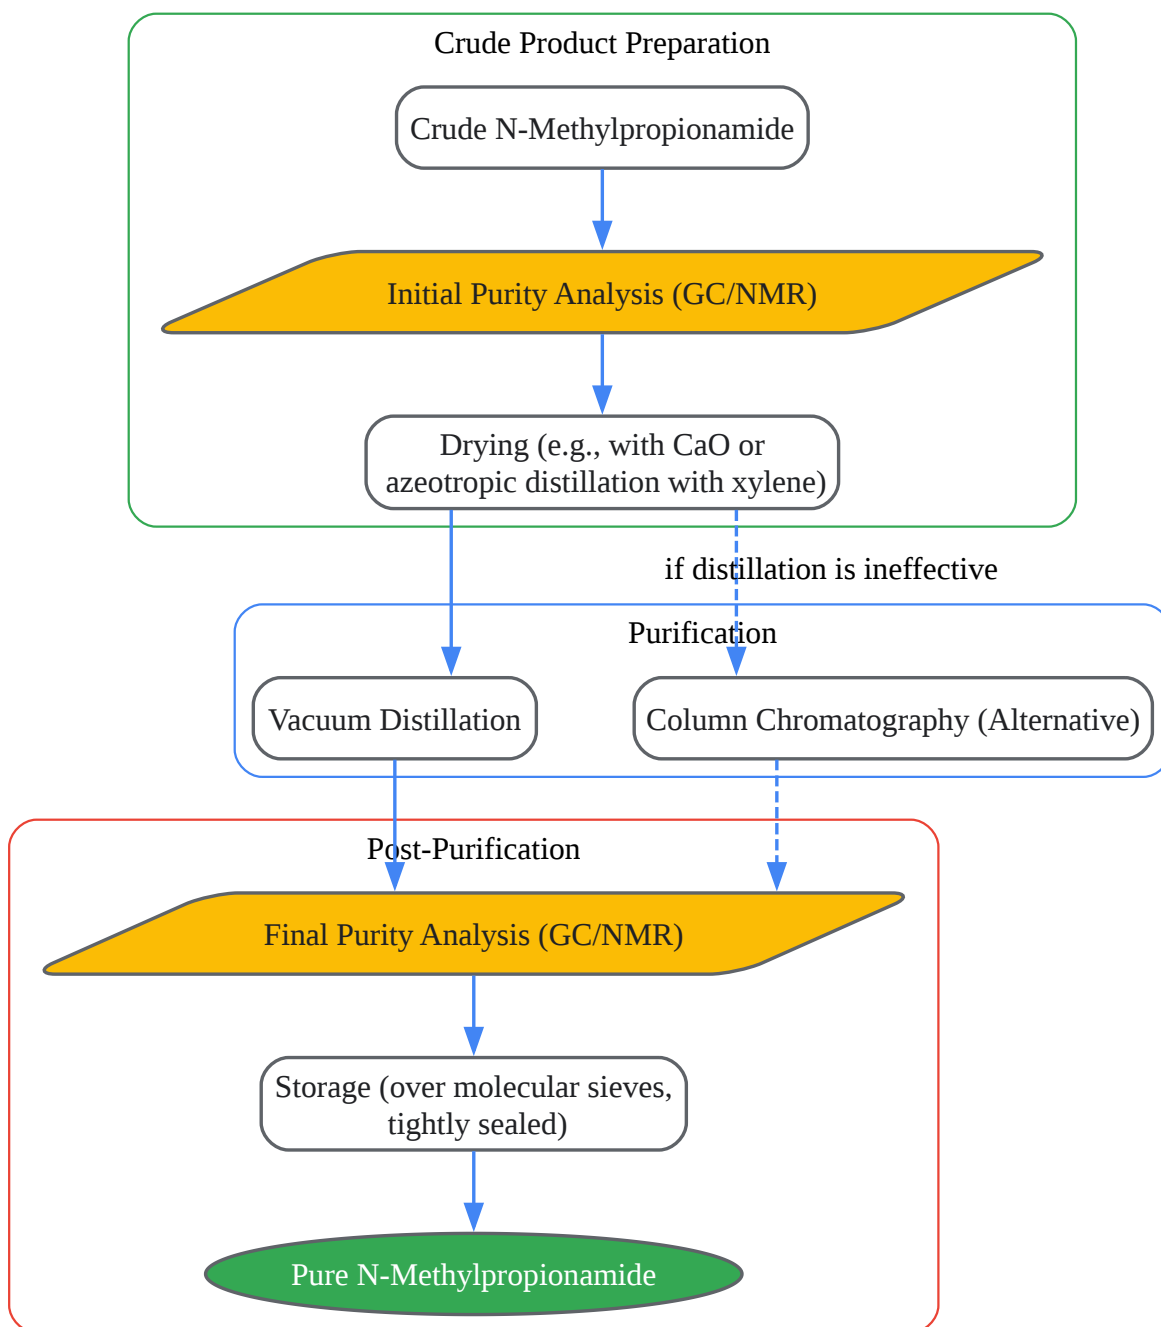 Crude Product Preparation
Crude N-Methylpropionamide
Initial Purity Analysis (GC/NMR)
Drying (e.g., with CaO or
azeotropic distillation with xylene)
if distillation is ineffective
Purification
Vacuum Distillation
Column Chromatography (Alternative)
Post-Purification
Final Purity Analysis (GC/NMR)
Storage (over molecular sieves,
tightly sealed)
Pure N-Methylpropionamide